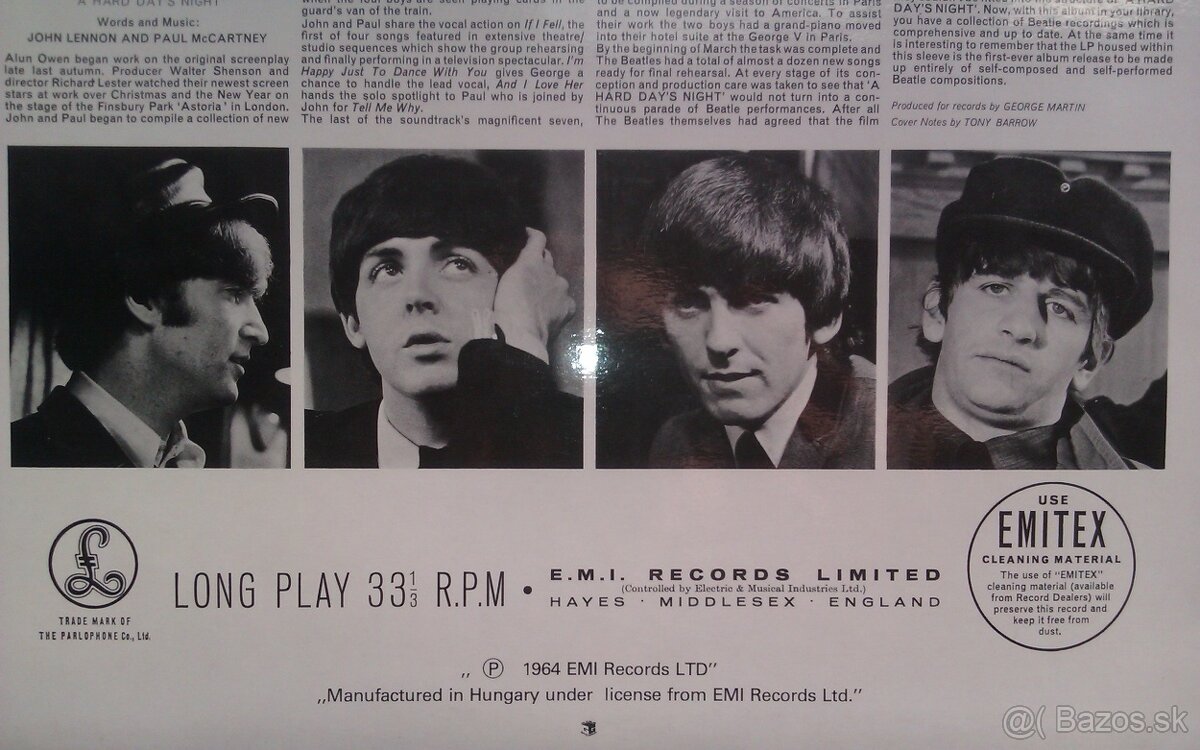 A HARD DAY'S NIGHT
Words and Music:
JOHN LENNON AND PAUL McCARTNEY
Alun Owen began work on the original screenplay
late last autumn. Producer Walter Shenson and
director Richard Lester watched their newest screen
stars at work over Christmas and the New Year on
the stage of the Finsbury Park 'Astoria' in London.
John and Paul began to compile a collection of new
guard's van of the train.
John and Paul share the vocal action on If I Fell, the
first of four songs featured in extensive theatre/
studio sequences which show the group rehearsing
and finally performing in a television spectacular. I'm
Happy Just To Dance With You gives George a
chance to handle the lead vocal, And I Love Her
hands the solo spotlight to Paul who is joined by
John for Tell Me Why.
The last of the soundtrack's magnificent seven,
to be compiled during a season of concerts in Paris
and a now legendary visit to America. To assist
their work the two boys had a grand-piano moved
into their hotel suite at the George V in Paris.
By the beginning of March the task was complete and
The Beatles had a total of almost a dozen new songs
ready for final rehearsal. At every stage of its con-
ception and production care was taken to see that 'A
HARD DAY'S NIGHT' would not turn into a con-
tinuous parade of Beatle performances. After all
The Beatles themselves had agreed that the film
DAY'S NIGHT'. Now, with this album in your library,
you have a collection of Beatle recordings which is
comprehensive and up to date. At the same time it
is interesting to remember that the LP housed within
this sleeve is the first-ever album release to be made
up entirely of self-composed and self-performed
Beatle compositions.
Produced for records by GEORGE MARTIN
Cover Notes by TONY BARROW
£
TRADE MARK OF
THE PARLOPHONE Co., Ltd.
LONG PLAY 33⅓ R.P.M •
E.M.I. RECORDS LIMITED
(Controlled by Electric & Musical Industries Ltd.)
HAYES · MIDDLESEX · ENGLAND
USE
EMITEX
CLEANING MATERIAL
The use of "EMITEX"
cleaning material (available
from Record Dealers) will
preserve this record and
keep it free from
dust.
„ Ⓟ 1964 EMI Records LTD”
„Manufactured in Hungary under license from EMI Records Ltd.”
@( Bazos.sk